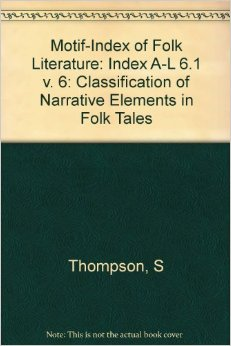 Motif-Index of Folk
Literature: Index A-L 6.1
v. 6: Classification of
Narrative Elements in
Folk Tales
Thompson, S
Note: This is not the actual book cover